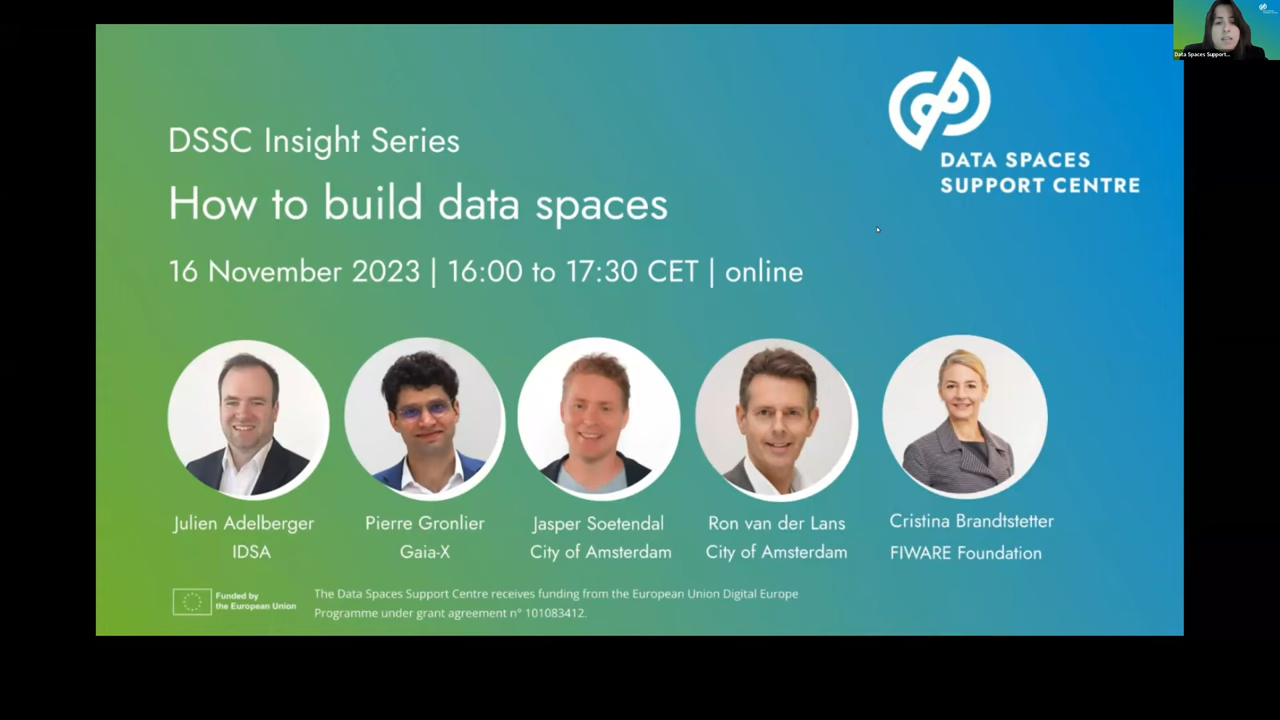 Data Spaces Support...
DSSC Insight Series
DATA SPACES
SUPPORT CENTRE
How to build data spaces
16 November 2023 | 16:00 to 17:30 CET | online
Julien Adelberger
IDSA
Pierre Gronlier
Gaia-X
Jasper Soetendal
City of Amsterdam
Ron van der Lans
City of Amsterdam
Cristina Brandtstetter
FIWARE Foundation
Funded by
the European Union
The Data Spaces Support Centre receives funding from the European Union Digital Europe
Programme under grant agreement n° 101083412.